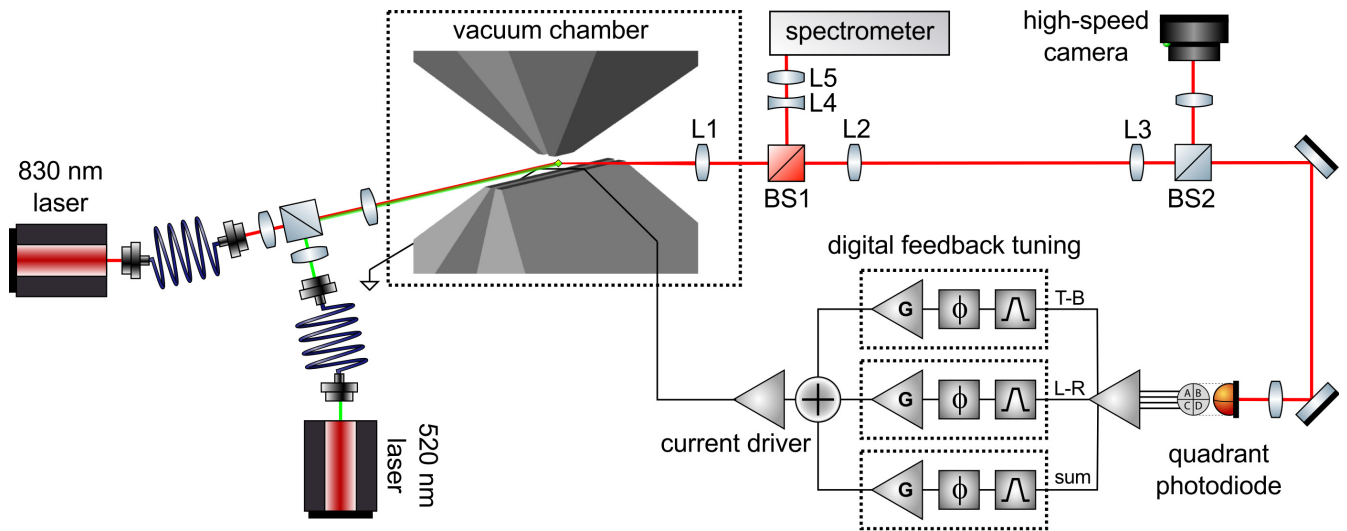 vacuum chamber
spectrometer
high-speed
camera
L5
L4
L1
L2
L3
BS1
BS2
830 nm
laser
520 nm
laser
digital feedback tuning
G
ϕ
T-B
G
ϕ
L-R
G
ϕ
sum
current driver
A B
C D
quadrant
photodiode